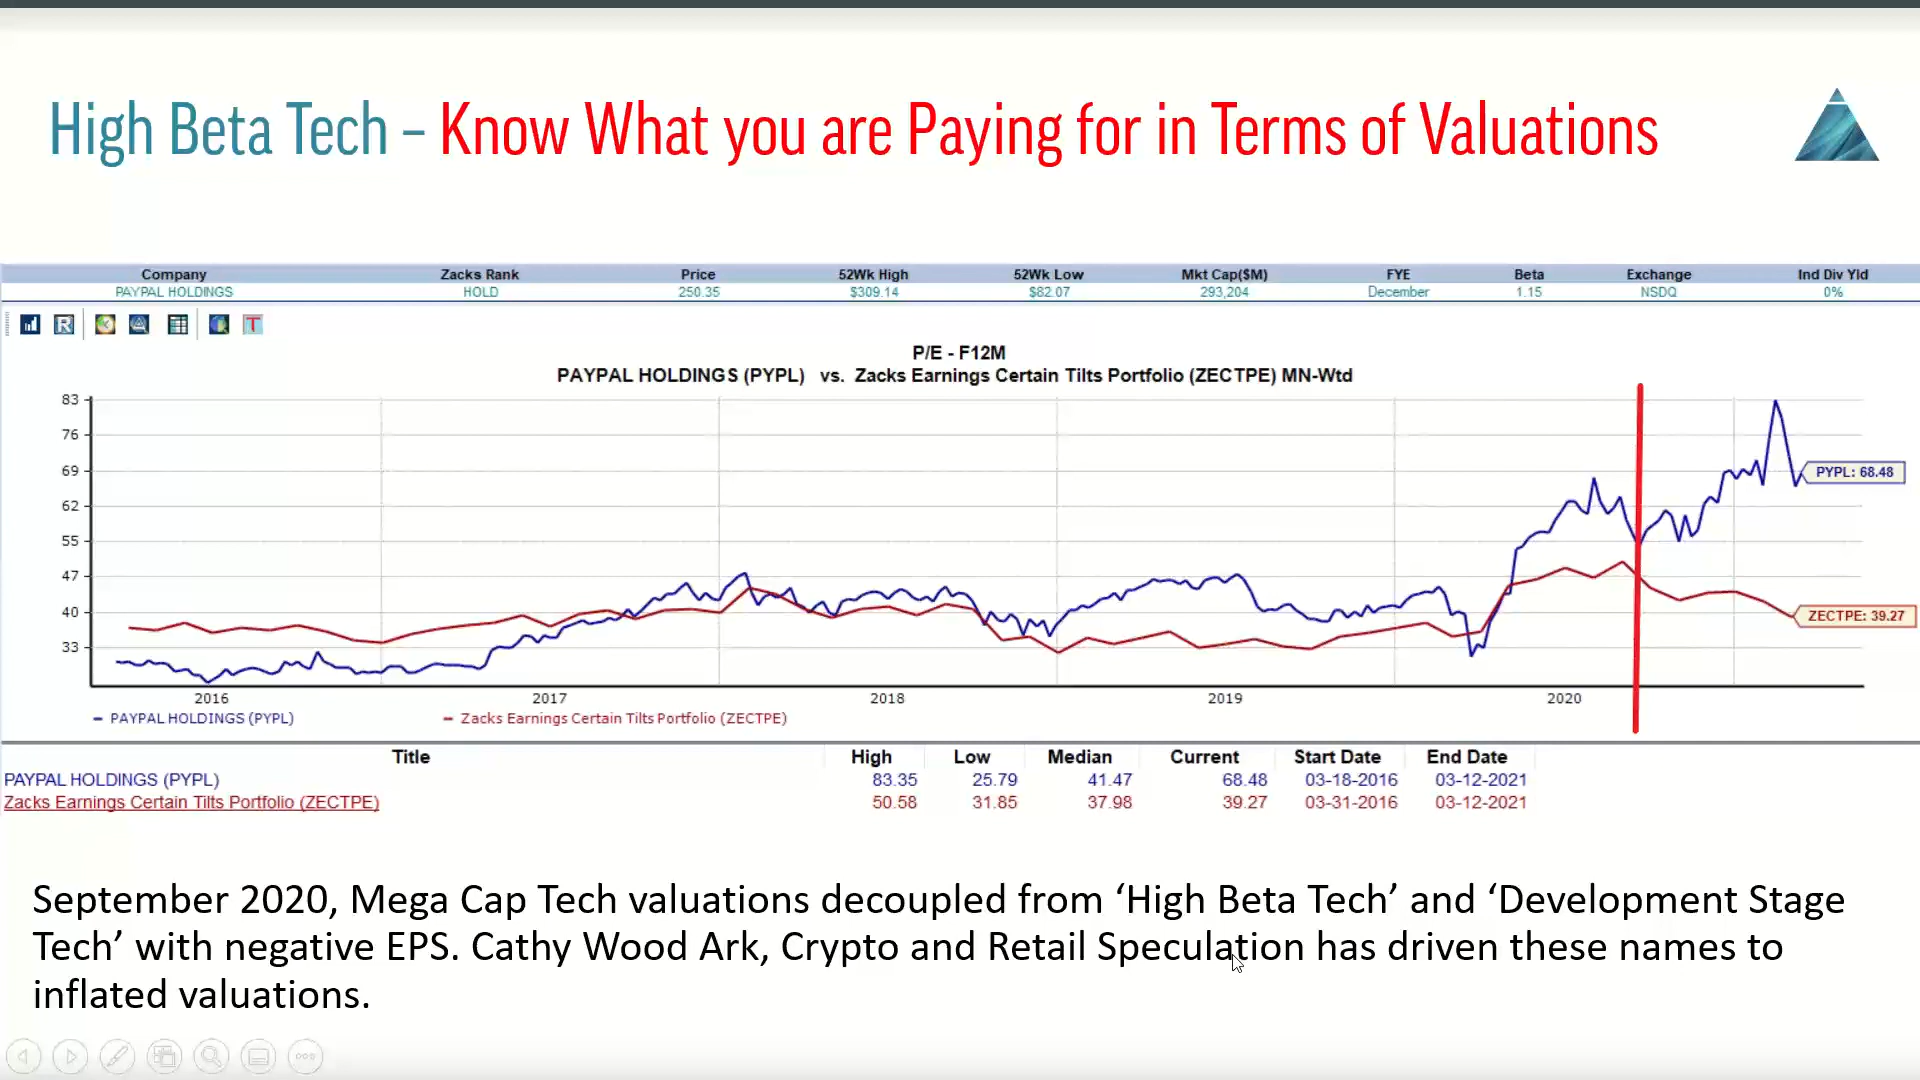 High Beta Tech – Know What you are Paying for in Terms of Valuations
Company Zacks Rank Price 52Wk High 52Wk Low Mkt Cap($M) FYE Beta Exchange Ind Div Yld
PAYPAL HOLDINGS HOLD 250.35 $309.14 $82.07 293,204 December 1.15 NSDQ 0%
R T
P/E - F12M
PAYPAL HOLDINGS (PYPL) vs. Zacks Earnings Certain Tilts Portfolio (ZECTPE) MN-Wtd
83
76
69
PYPL: 68.48
62
55
47
40
ZECTPE: 39.27
33
2016 2017 2018 2019 2020
PAYPAL HOLDINGS (PYPL) Zacks Earnings Certain Tilts Portfolio (ZECTPE)
Title High Low Median Current Start Date End Date
PAYPAL HOLDINGS (PYPL) 83.35 25.79 41.47 68.48 03-18-2016 03-12-2021
Zacks Earnings Certain Tilts Portfolio (ZECTPE) 50.58 31.85 37.98 39.27 03-31-2016 03-12-2021
September 2020, Mega Cap Tech valuations decoupled from ‘High Beta Tech’ and ‘Development Stage
Tech’ with negative EPS. Cathy Wood Ark, Crypto and Retail Speculation has driven these names to
inflated valuations.